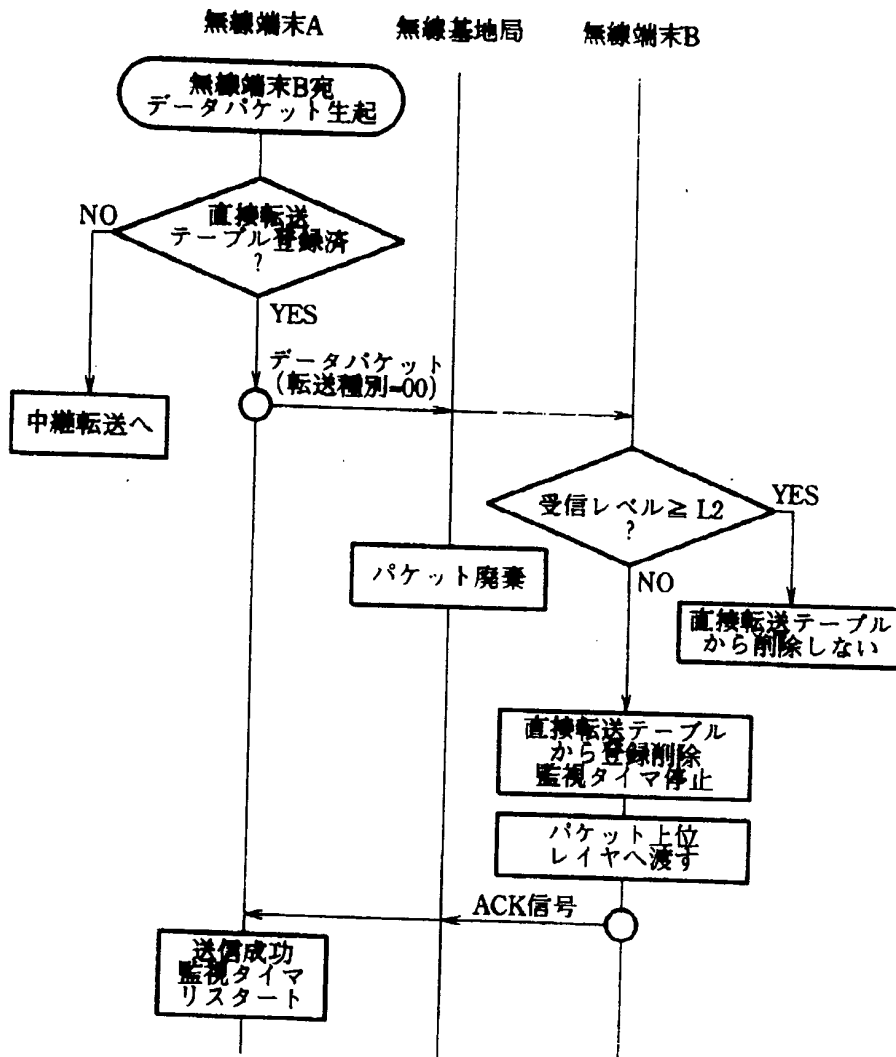 無線端末A
無線基地局
無線端末B
無線端末B宛
データパケット生起
直接転送
テーブル登録済
?
NO
YES
データパケット
(転送種別=00)
中継転送へ
受信レベル≧L2
?
YES
NO
パケット廃棄
直接転送テーブル
から削除しない
直接転送テーブル
から登録削除
監視タイマ停止
パケット上位
レイヤへ渡す
ACK信号
送信成功
監視タイマ
リスタート